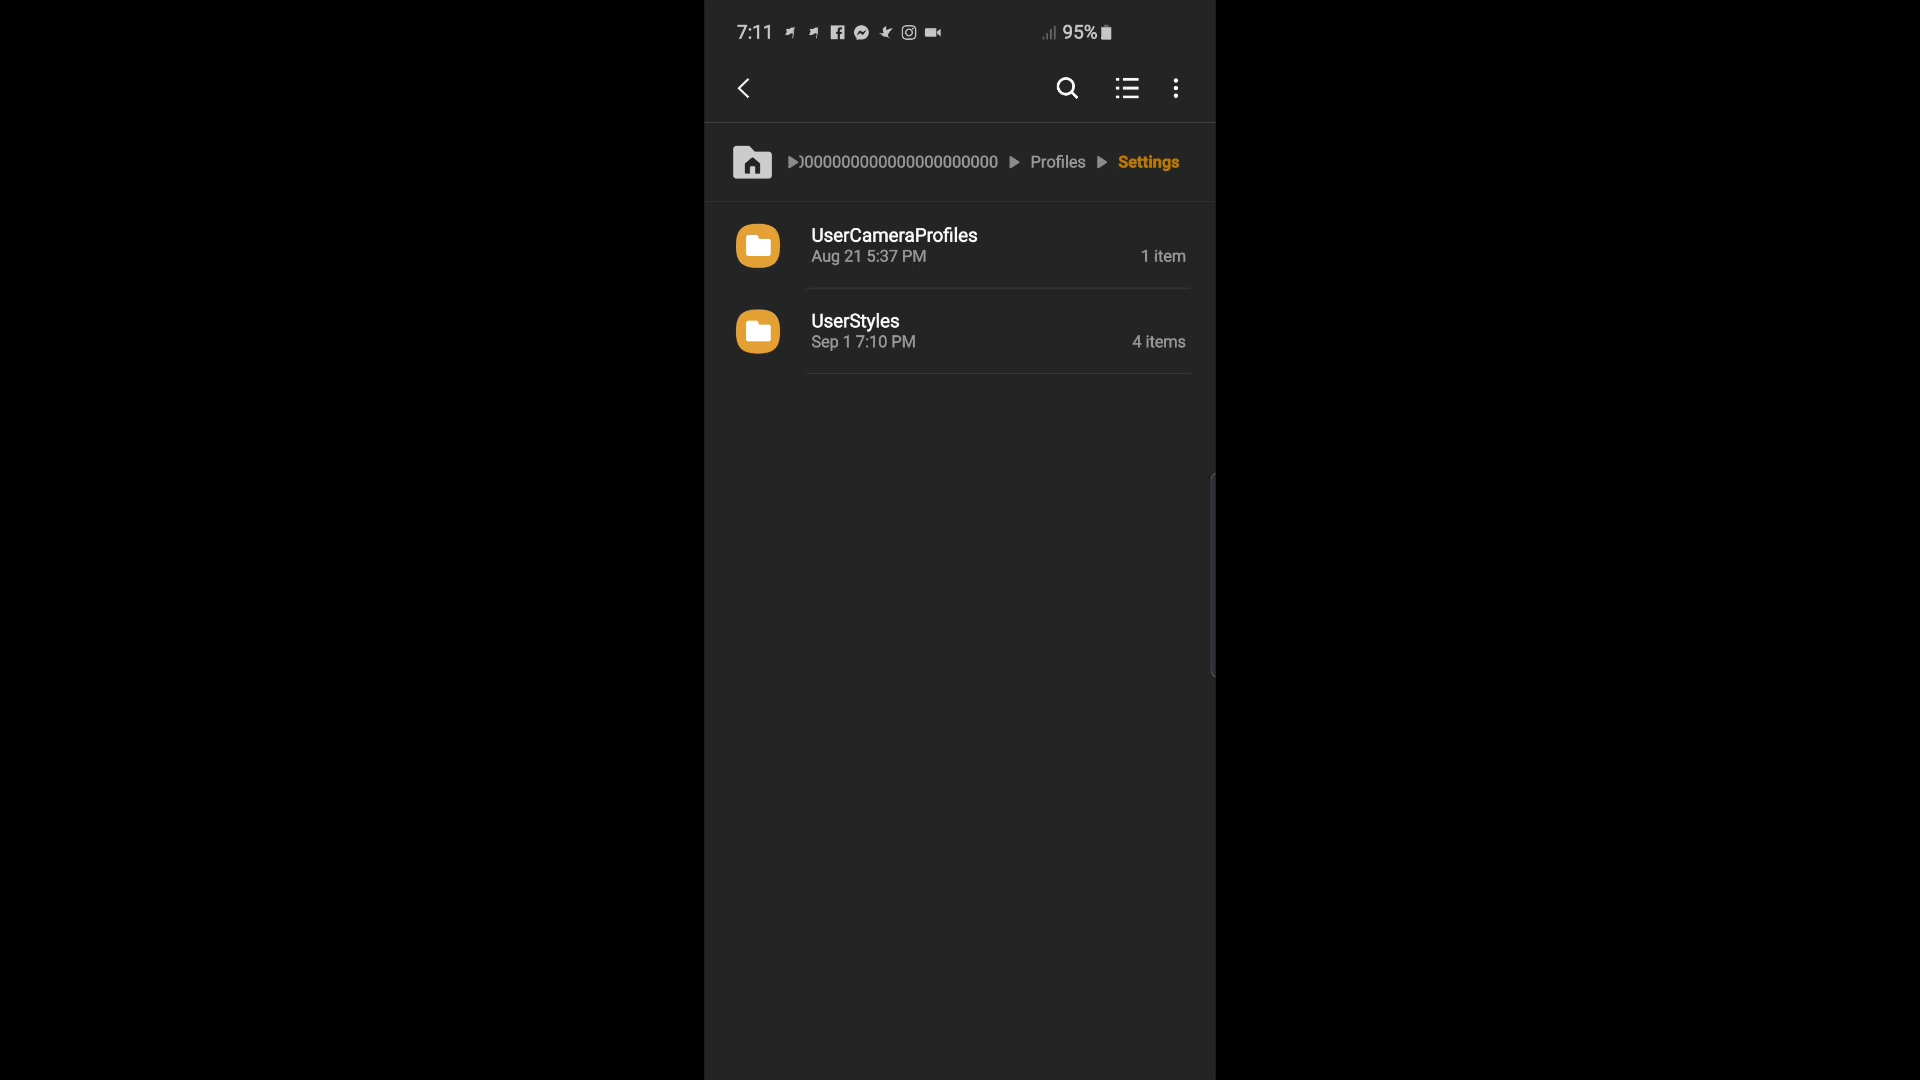 7:11 95%
000000000000000000000 Profiles Settings
UserCameraProfiles
Aug 21 5:37 PM 1 item
UserStyles
Sep 1 7:10 PM 4 items